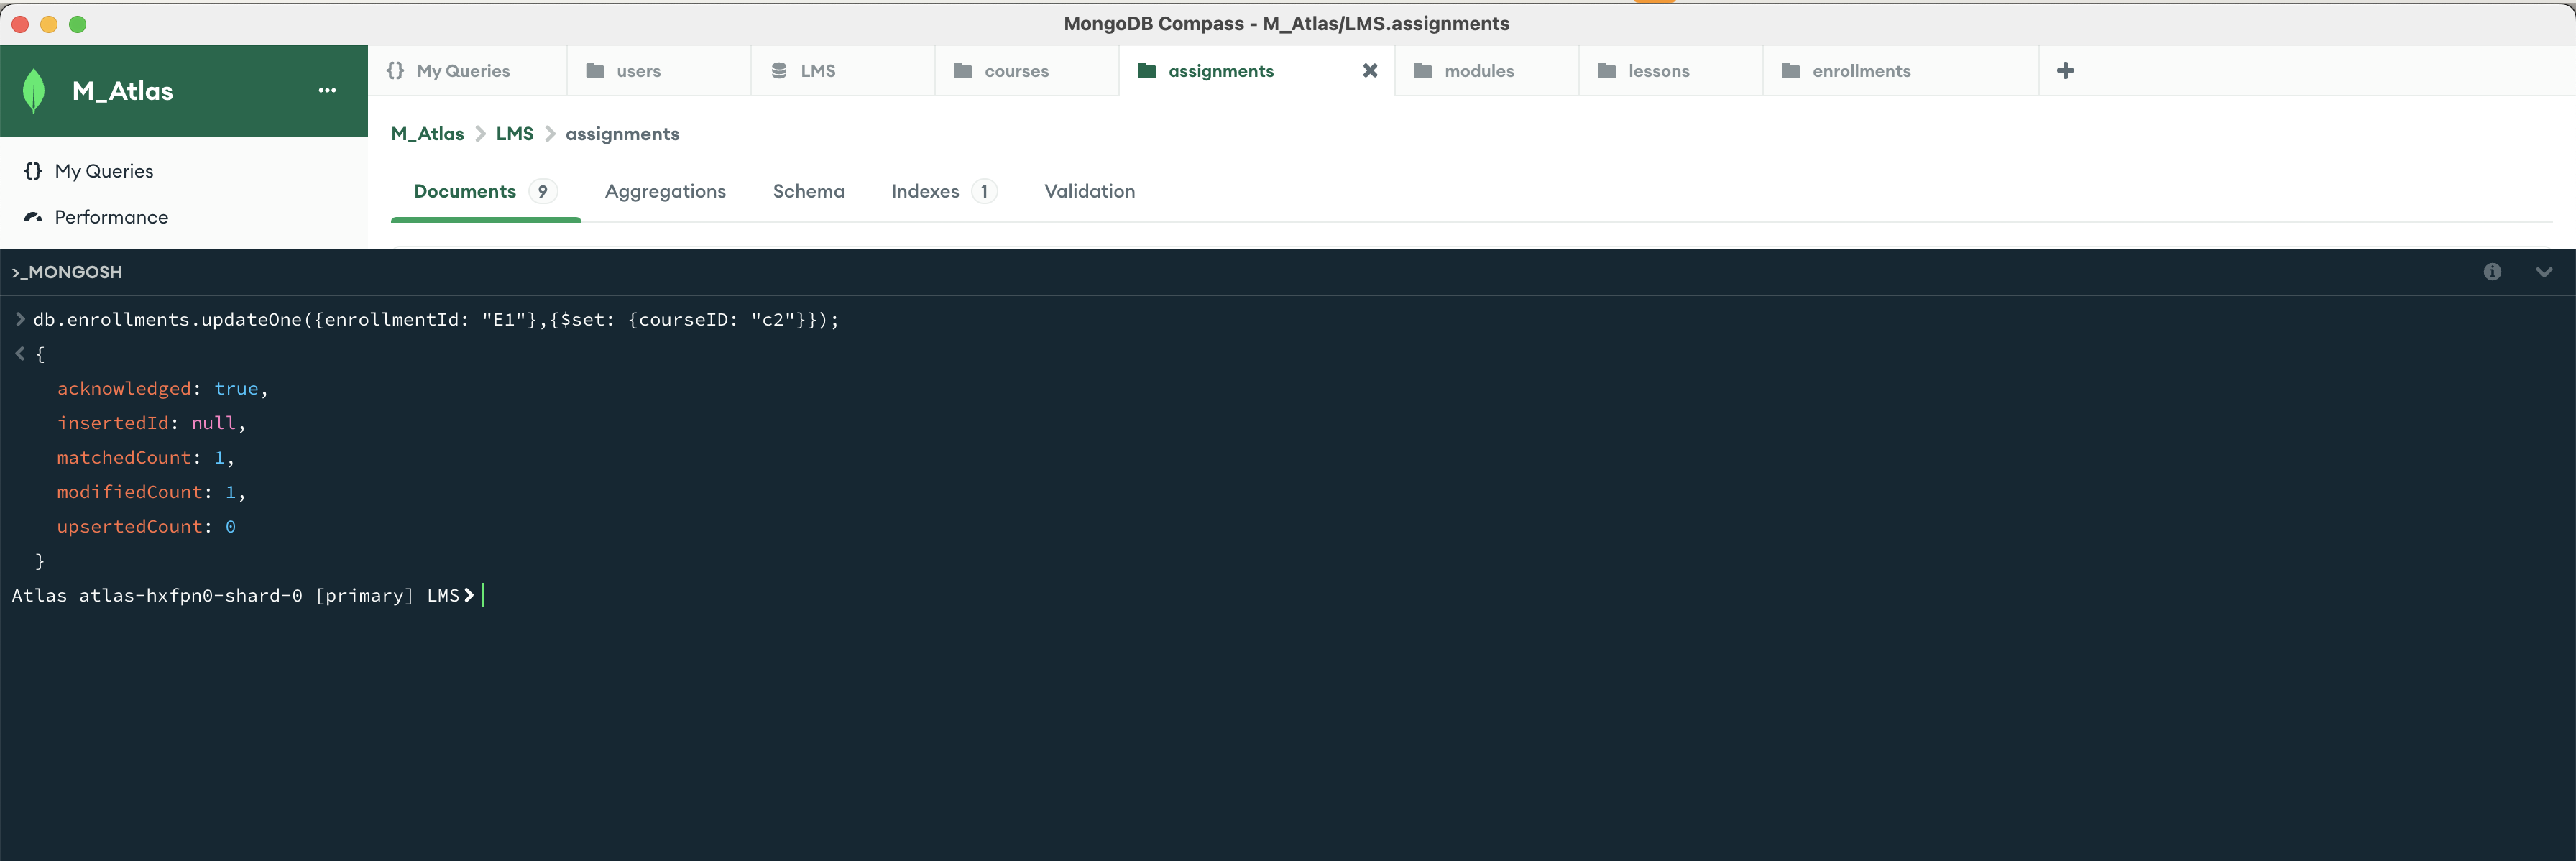 MongoDB Compass - M_Atlas/LMS.assignments
M_Atlas
My Queries
users
LMS
courses
assignments
modules
lessons
enrollments
M_Atlas > LMS > assignments
My Queries
Performance
Documents 9 Aggregations Schema Indexes 1 Validation
>_MONGOSH
> db.enrollments.updateOne({enrollmentId: "E1"},{$set: {courseID: "c2"}});
< {
acknowledged: true,
insertedId: null,
matchedCount: 1,
modifiedCount: 1,
upsertedCount: 0
}
Atlas atlas-hxfpn0-shard-0 [primary] LMS>